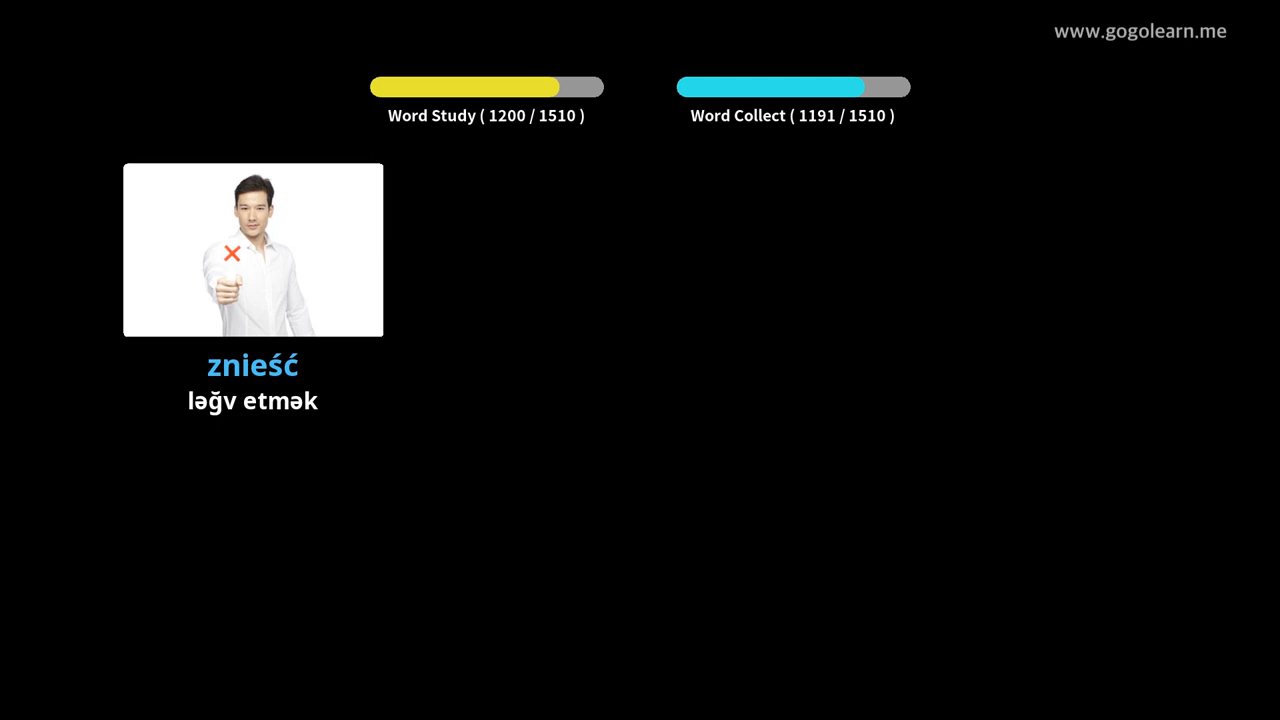 www.gogolearn.me
Word Study ( 1200 / 1510 )
Word Collect ( 1191 / 1510 )
znieść
ləğv etmək